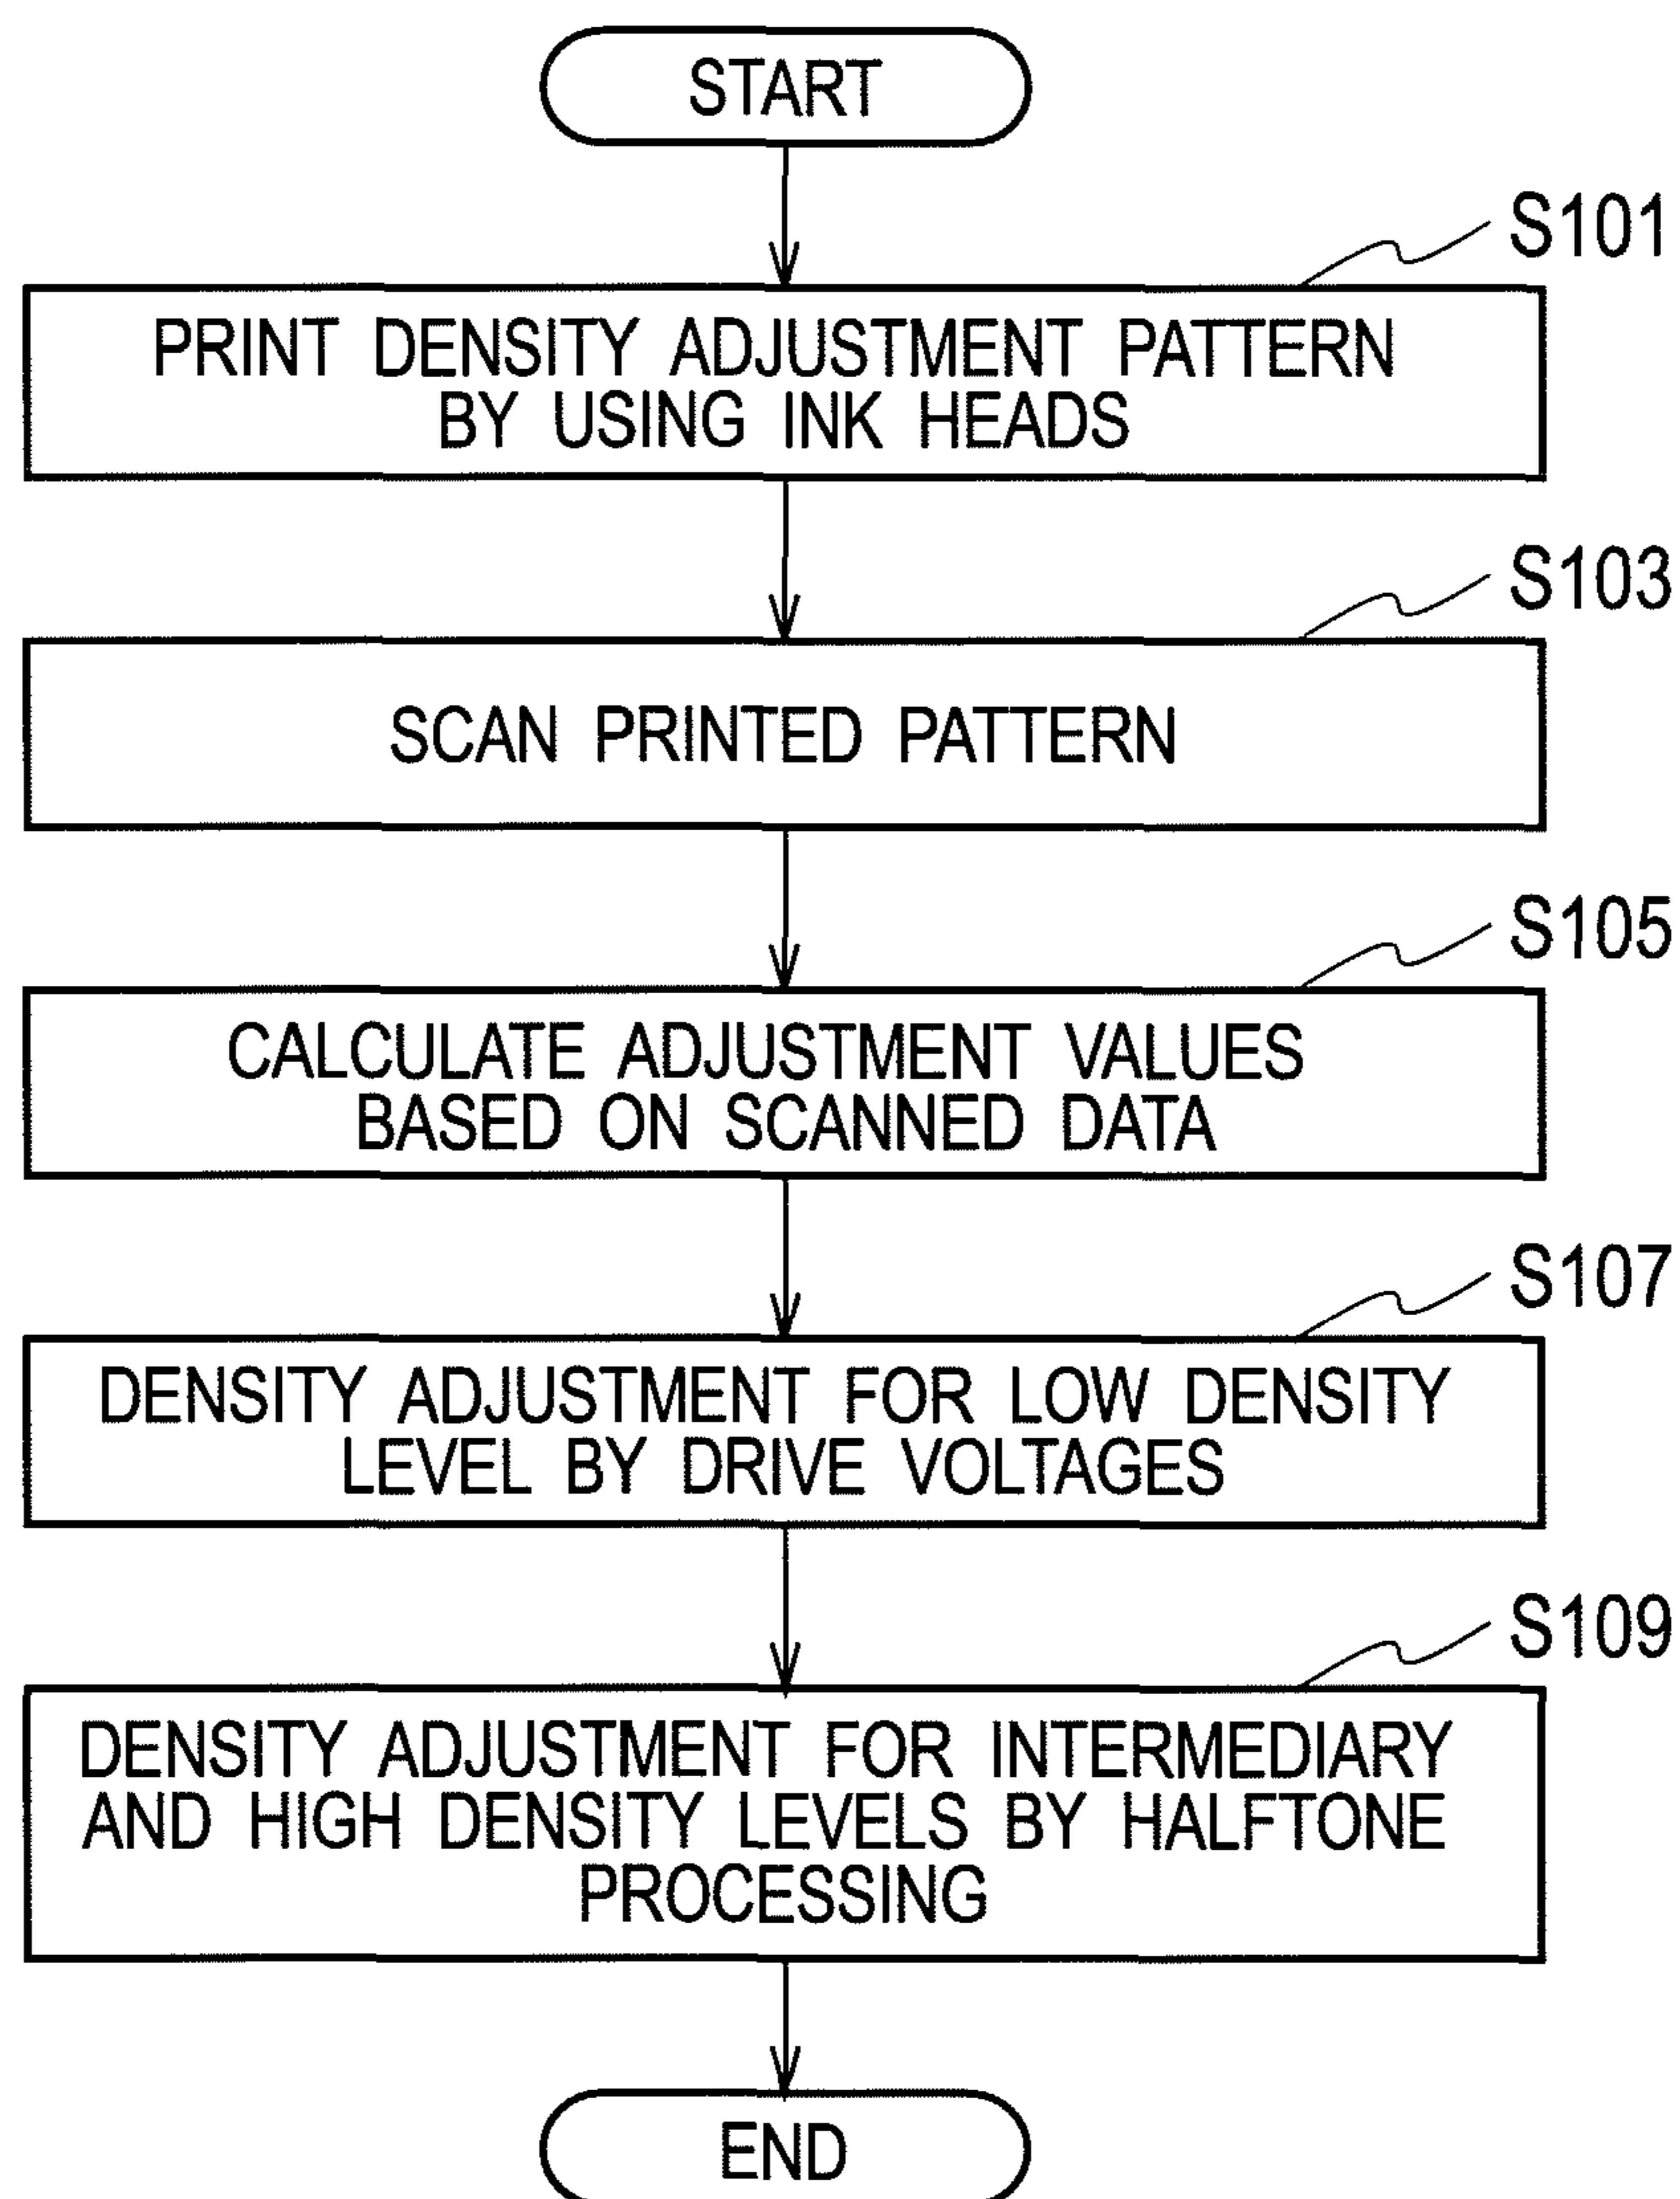 START
S101
PRINT DENSITY ADJUSTMENT PATTERN
BY USING INK HEADS
S103
SCAN PRINTED PATTERN
S105
CALCULATE ADJUSTMENT VALUES
BASED ON SCANNED DATA
S107
DENSITY ADJUSTMENT FOR LOW DENSITY
LEVEL BY DRIVE VOLTAGES
S109
DENSITY ADJUSTMENT FOR INTERMEDIARY
AND HIGH DENSITY LEVELS BY HALFTONE
PROCESSING
END